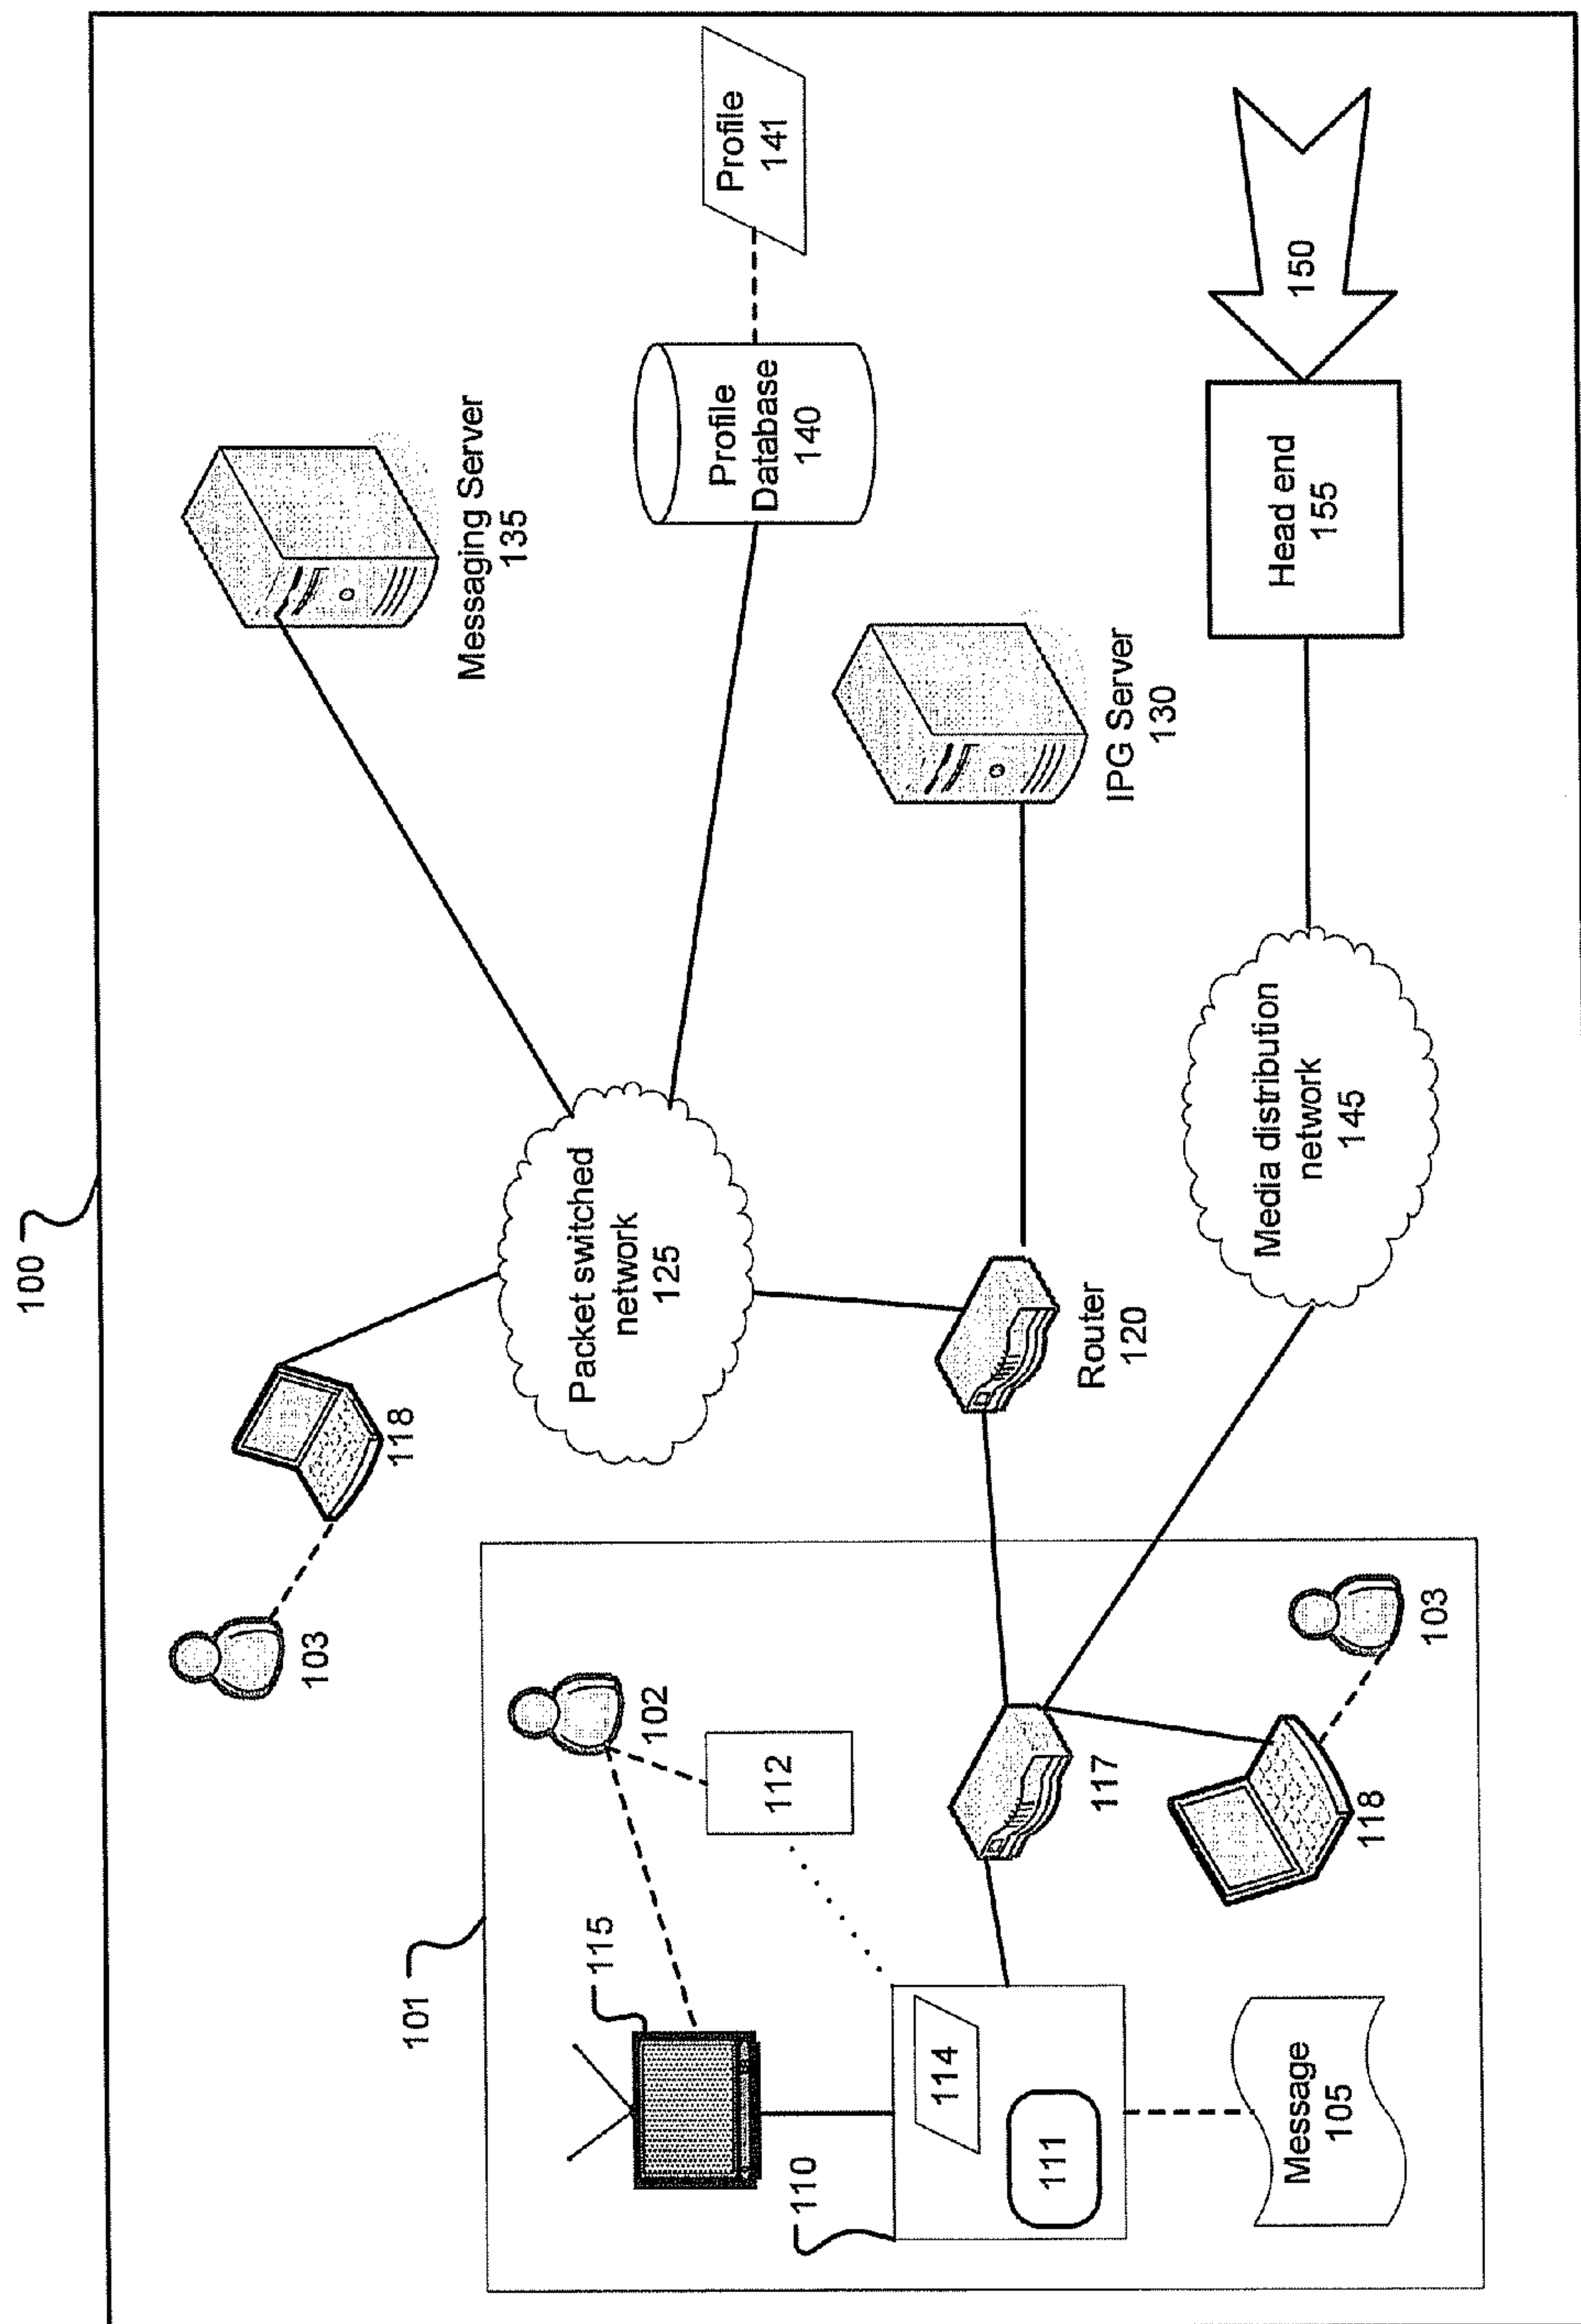 100
101
103
118
Messaging Server
135
102
115
112
Packet switched
network
125
Profile
Database
140
Profile
141
110
114
111
117
Router
120
IPG Server
130
Message
105
118
103
Media distribution
network
145
Head end
155
150